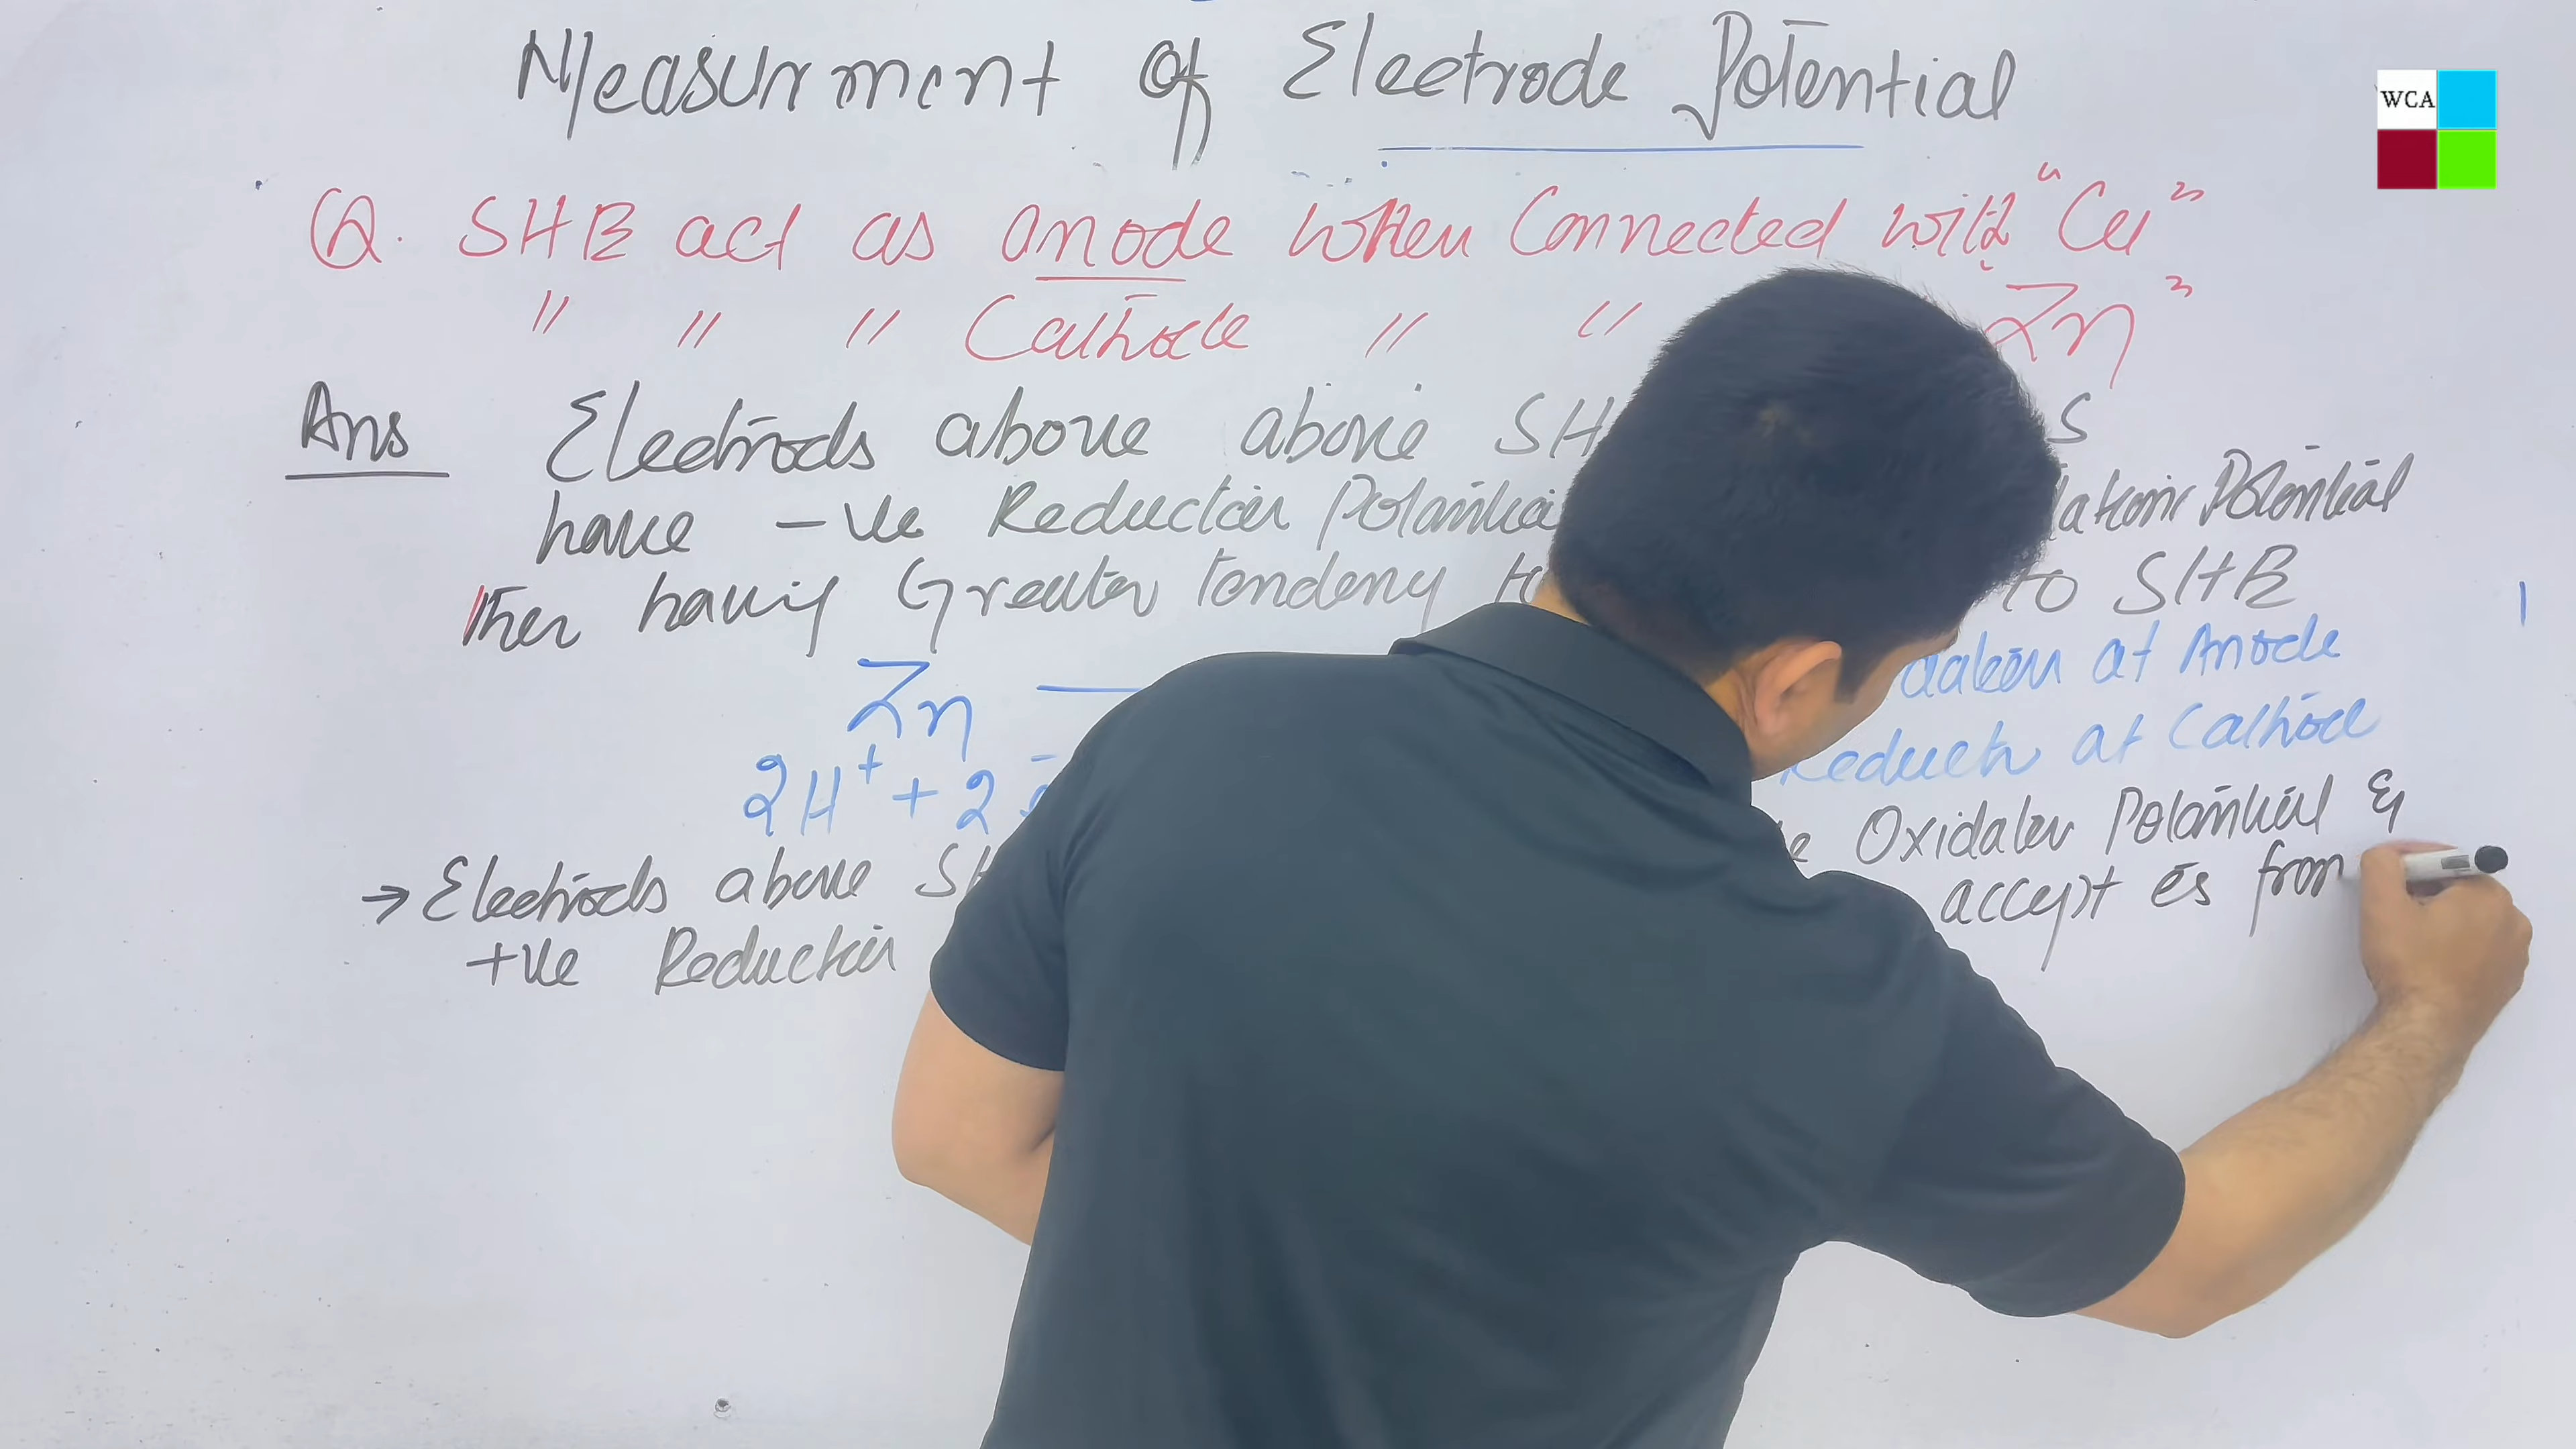 Measurment Of Electrode Potential
WCA
Q. SHE act as anode when Connected with "Cu"
" " " Cathode " " Zn"
Ans Electrods above above SH S
have -ve Reduction Potential Potential
then having Greater tendency to SHE
Zn at Anode
2H⁺ + 2 at Cathode
→ Electrods above Oxidation Potential &
+ve Reduction accept ēs from